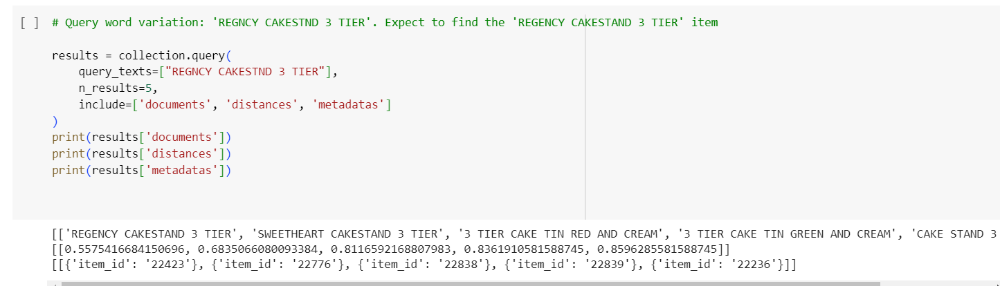 [ ] # Query word variation: 'REGNCY CAKESTND 3 TIER'. Expect to find the 'REGENCY CAKESTAND 3 TIER' item
results = collection.query(
query_texts=["REGNCY CAKESTND 3 TIER"],
n_results=5,
include=['documents', 'distances', 'metadatas']
)
print(results['documents'])
print(results['distances'])
print(results['metadatas'])
[['REGENCY CAKESTAND 3 TIER', 'SWEETHEART CAKESTAND 3 TIER', '3 TIER CAKE TIN RED AND CREAM', '3 TIER CAKE TIN GREEN AND CREAM', 'CAKE STAND 3
[[0.5575416684150696, 0.6835066080093384, 0.8116592168807983, 0.8361910581588745, 0.8596285581588745]]
[[{'item_id': '22423'}, {'item_id': '22776'}, {'item_id': '22838'}, {'item_id': '22839'}, {'item_id': '22236'}]]